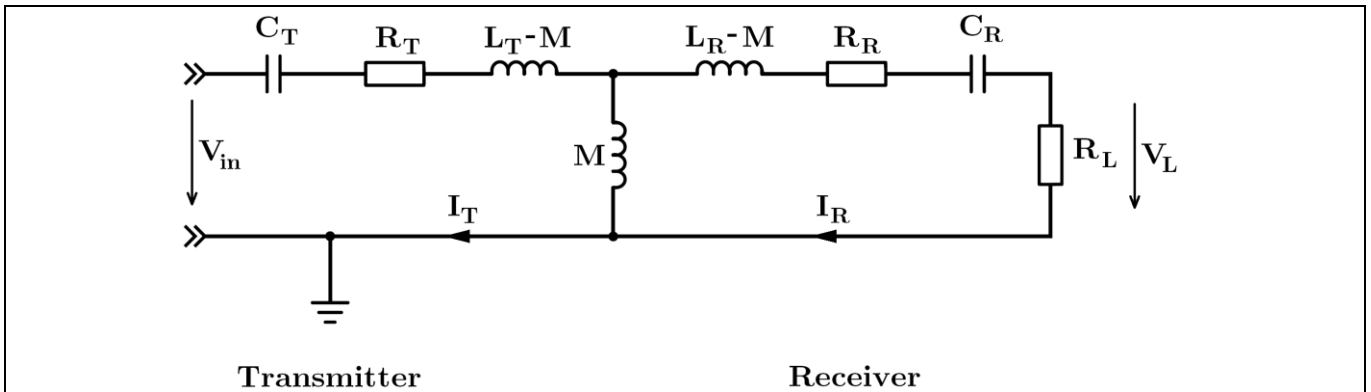 C_T R_T L_T-M L_R-M R_R C_R
V_in M R_L V_L
I_T I_R
Transmitter Receiver